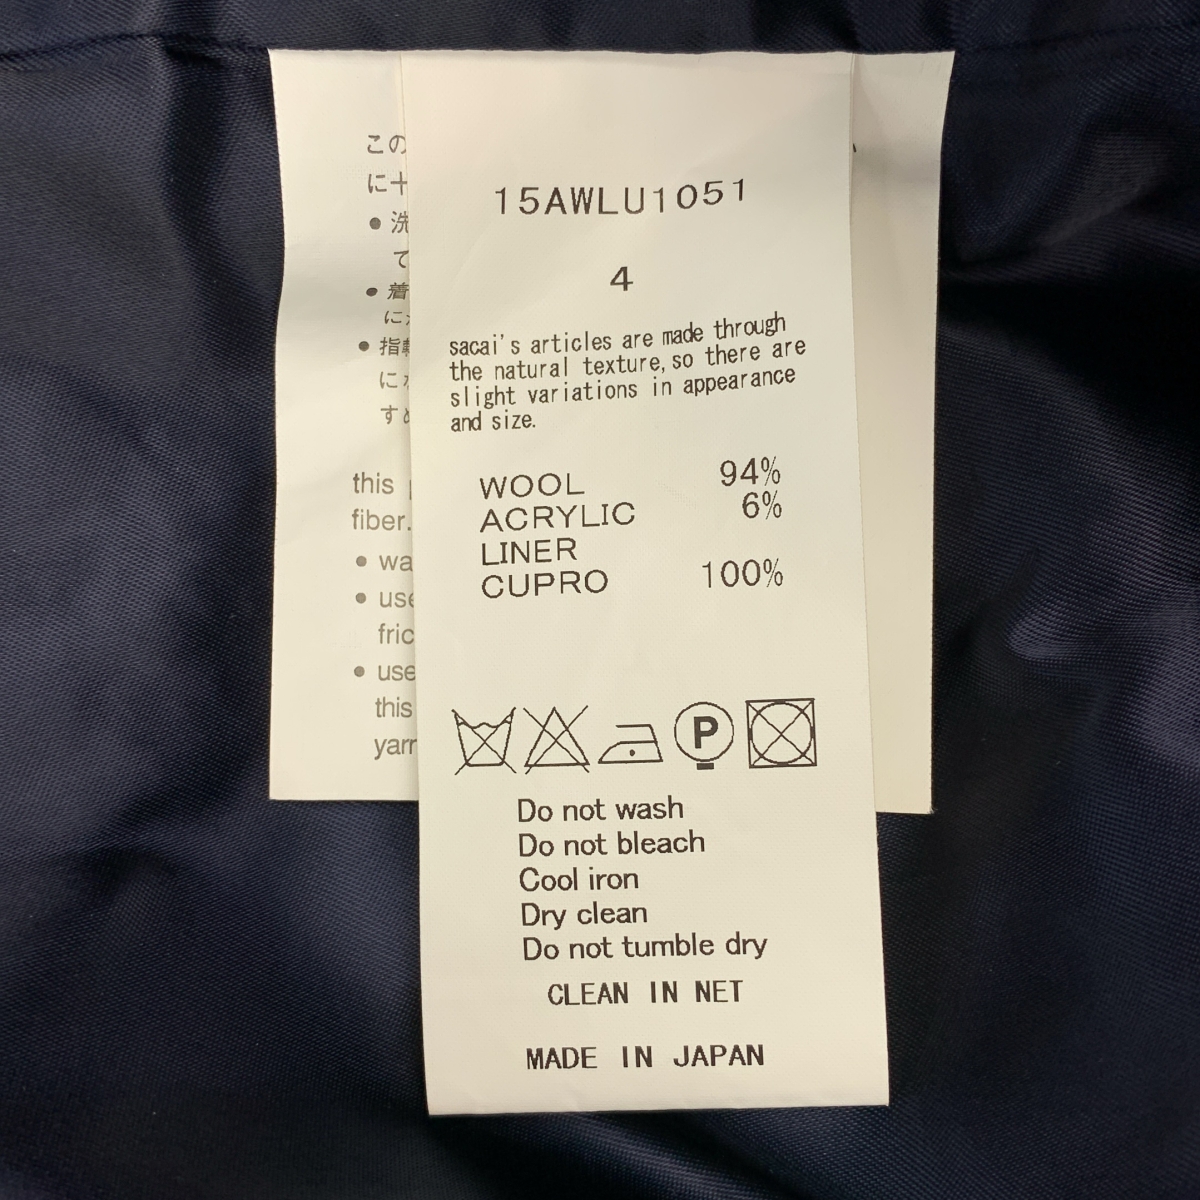 15AWLU1051
4
sacai's articles are made through
the natural texture, so there are
slight variations in appearance
and size.
WOOL 94%
ACRYLIC 6%
LINER
CUPRO 100%
P
Do not wash
Do not bleach
Cool iron
Dry clean
Do not tumble dry
CLEAN IN NET
MADE IN JAPAN
この
に十
● 洗
て
● 着
に
● 指
に
す
this
fiber.
● wa
● use
fric
● use
this
yarn